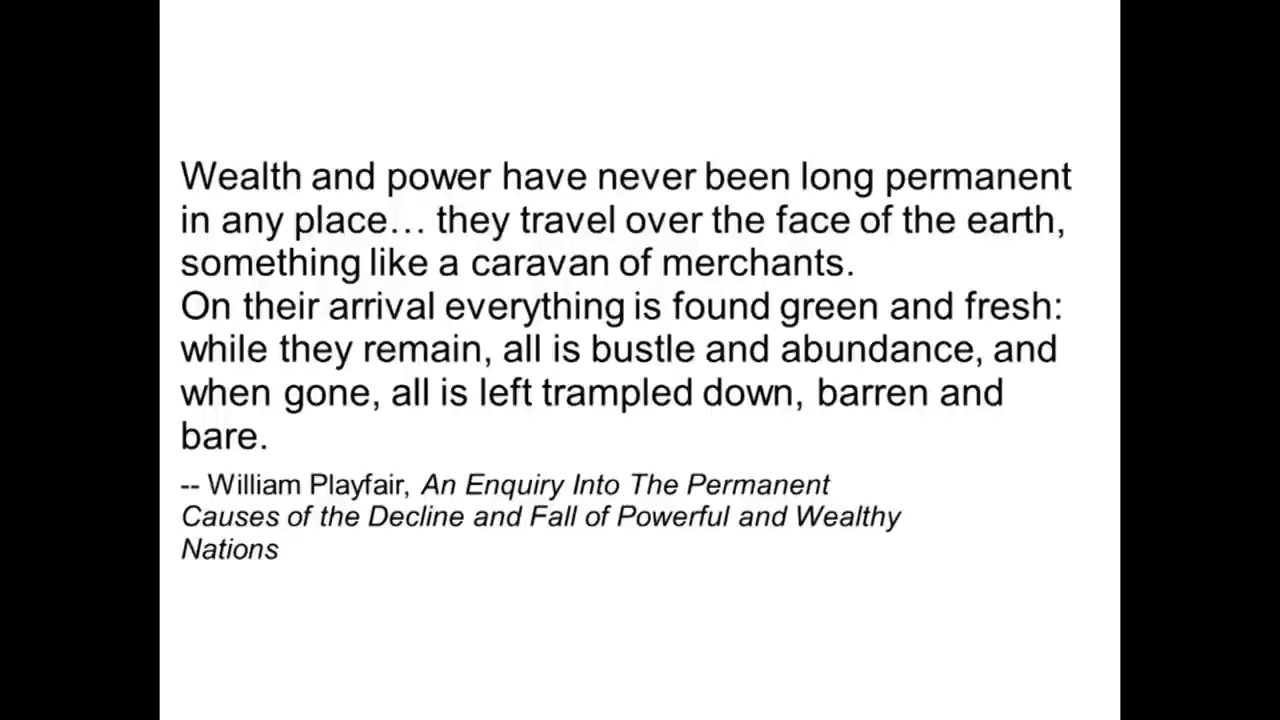 Wealth and power have never been long permanent
in any place… they travel over the face of the earth,
something like a caravan of merchants.
On their arrival everything is found green and fresh:
while they remain, all is bustle and abundance, and
when gone, all is left trampled down, barren and
bare.
-- William Playfair, An Enquiry Into The Permanent
Causes of the Decline and Fall of Powerful and Wealthy
Nations